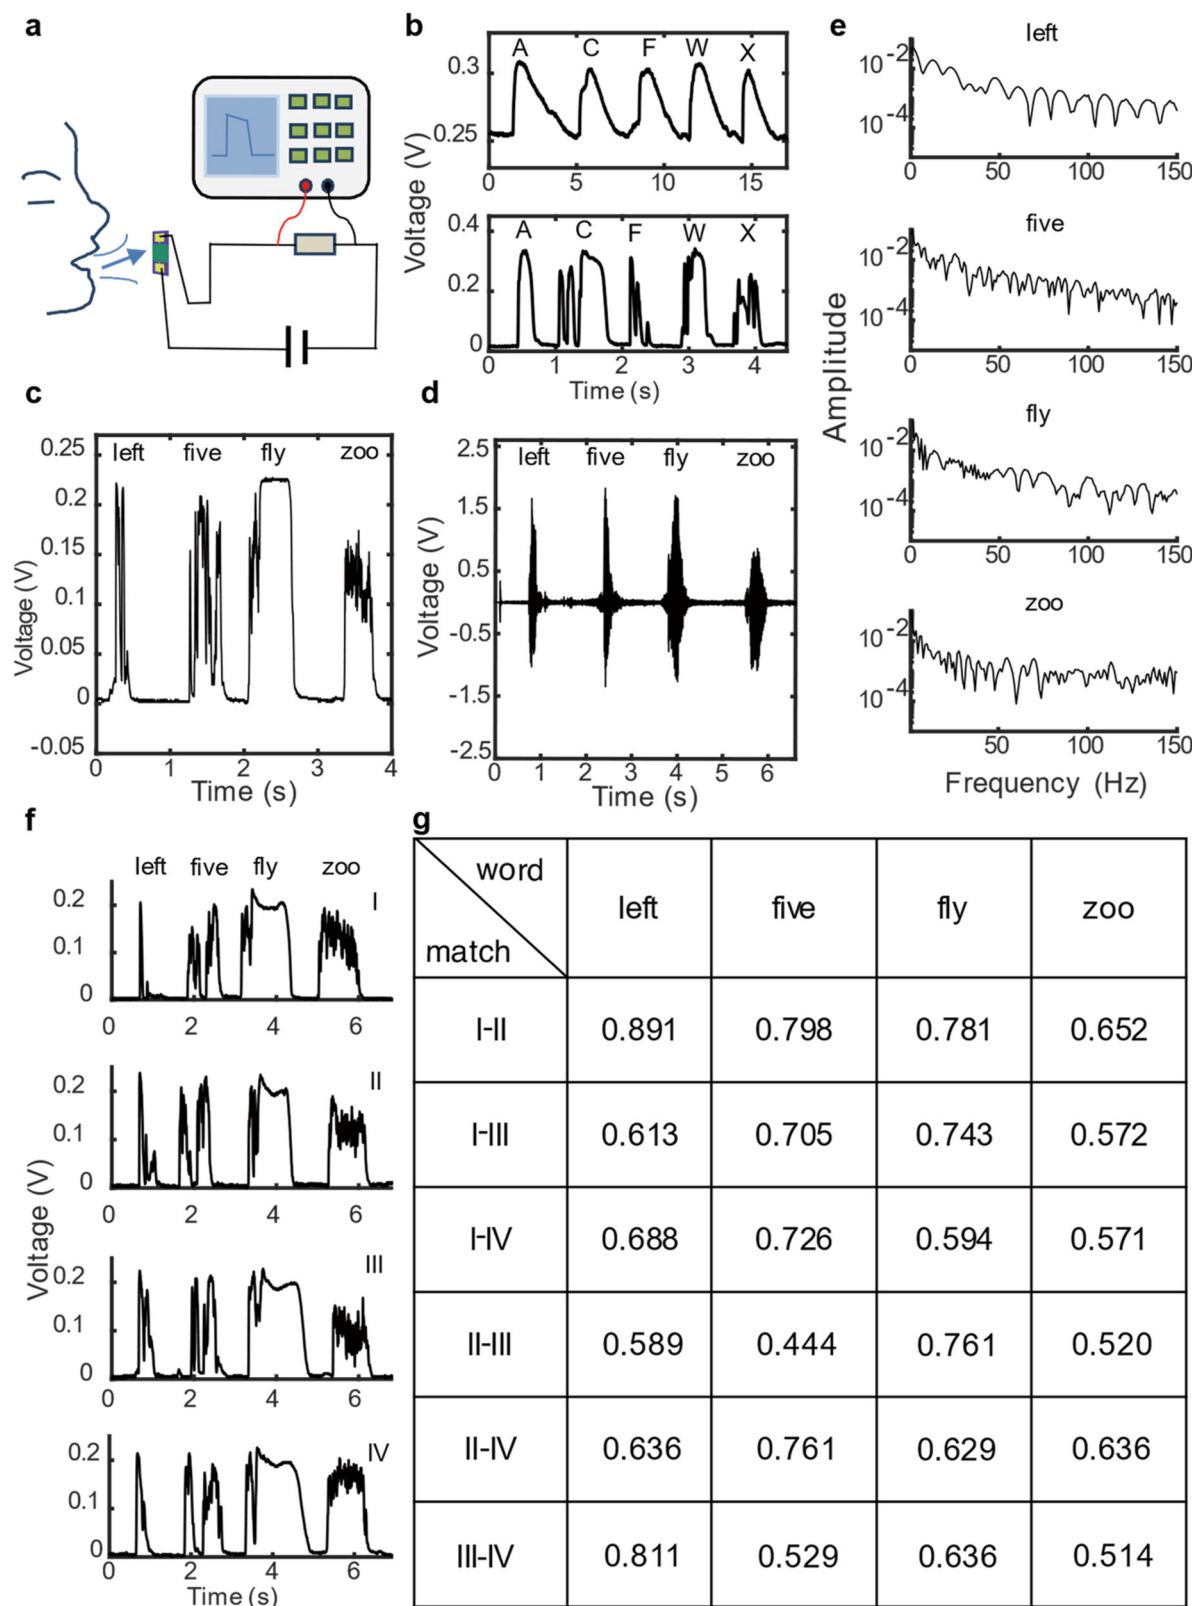 a
b
A C F W X
0.3
0.25
0 5 10 15
A C F W X
0.4
0.2
0
0 1 2 3 4
Voltage (V)
Time (s)
c
left five fly zoo
0.25
0.2
0.15
0.1
0.05
0
-0.05
0 1 2 3 4
Voltage (V)
Time (s)
d
left five fly zoo
2.5
1.5
0.5
-0.5
-1.5
-2.5
0 1 2 3 4 5 6
Voltage (V)
Time (s)
e
left
10-2
10-4
0 50 100 150
five
10-2
10-4
0 50 100 150
fly
10-2
10-4
0 50 100 150
zoo
10-2
10-4
50 100 150
Amplitude
Frequency (Hz)
f
left five fly zoo
I
0.2
0.1
0
0 2 4 6
II
0.2
0.1
0
0 2 4 6
III
0.2
0.1
0
0 2 4 6
IV
0.2
0.1
0
0 2 4 6
Voltage (V)
Time (s)
g
word
match
left five fly zoo
I-II 0.891 0.798 0.781 0.652
I-III 0.613 0.705 0.743 0.572
I-IV 0.688 0.726 0.594 0.571
II-III 0.589 0.444 0.761 0.520
II-IV 0.636 0.761 0.629 0.636
III-IV 0.811 0.529 0.636 0.514